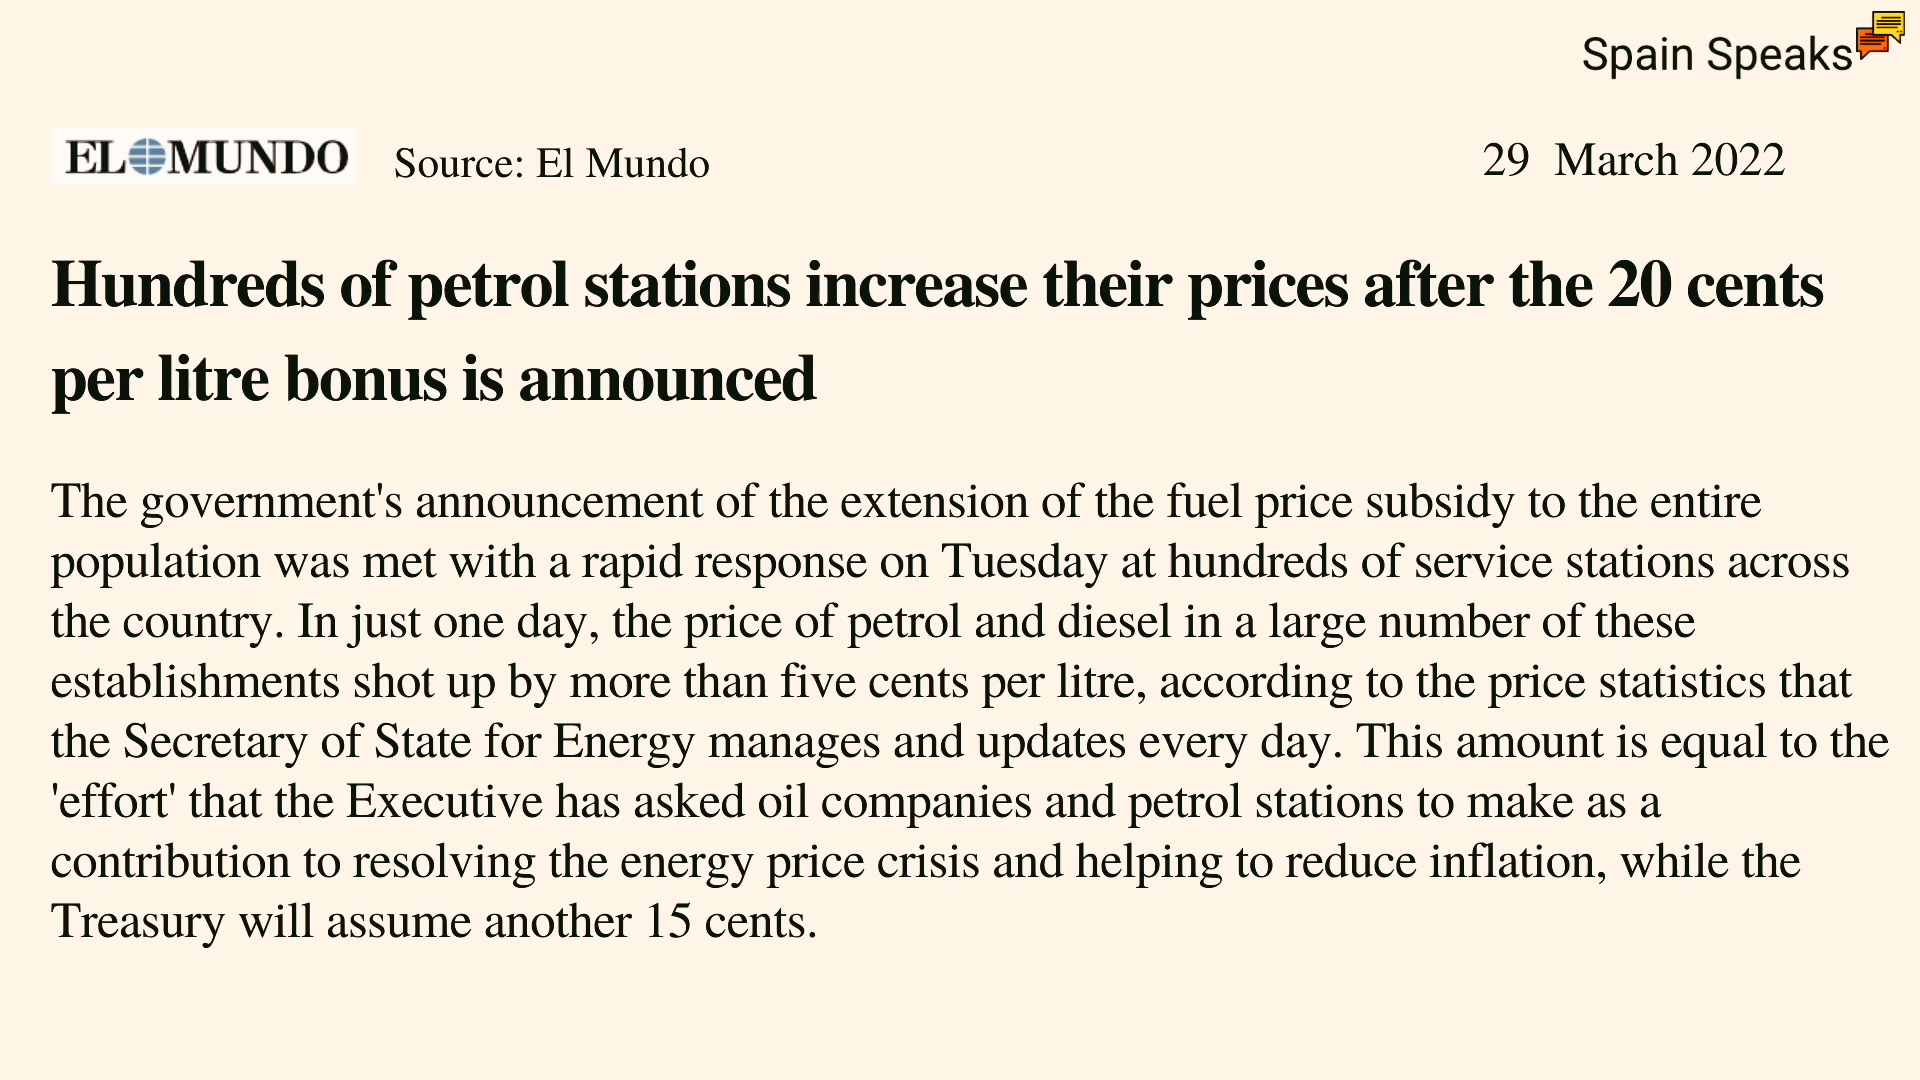 Spain Speaks
EL MUNDO Source: El Mundo 29 March 2022
Hundreds of petrol stations increase their prices after the 20 cents
per litre bonus is announced
The government's announcement of the extension of the fuel price subsidy to the entire
population was met with a rapid response on Tuesday at hundreds of service stations across
the country. In just one day, the price of petrol and diesel in a large number of these
establishments shot up by more than five cents per litre, according to the price statistics that
the Secretary of State for Energy manages and updates every day. This amount is equal to the
'effort' that the Executive has asked oil companies and petrol stations to make as a
contribution to resolving the energy price crisis and helping to reduce inflation, while the
Treasury will assume another 15 cents.